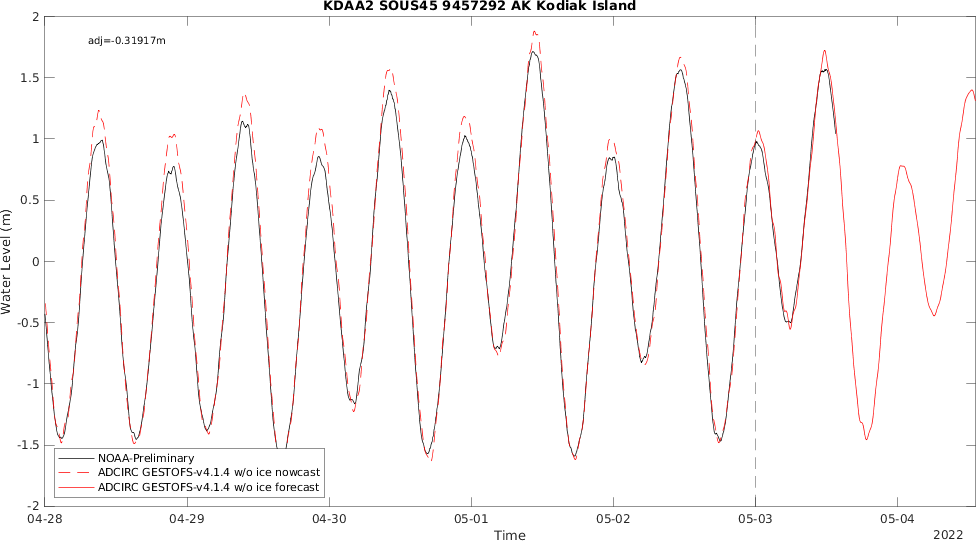 KDAA2 SOUS45 9457292 AK Kodiak Island
adj=-0.31917m
2
1.5
1
0.5
0
-0.5
-1
-1.5
-2
Water Level (m)
NOAA-Preliminary
ADCIRC GESTOFS-v4.1.4 w/o ice nowcast
ADCIRC GESTOFS-v4.1.4 w/o ice forecast
04-28 04-29 04-30 05-01 05-02 05-03 05-04
Time
2022